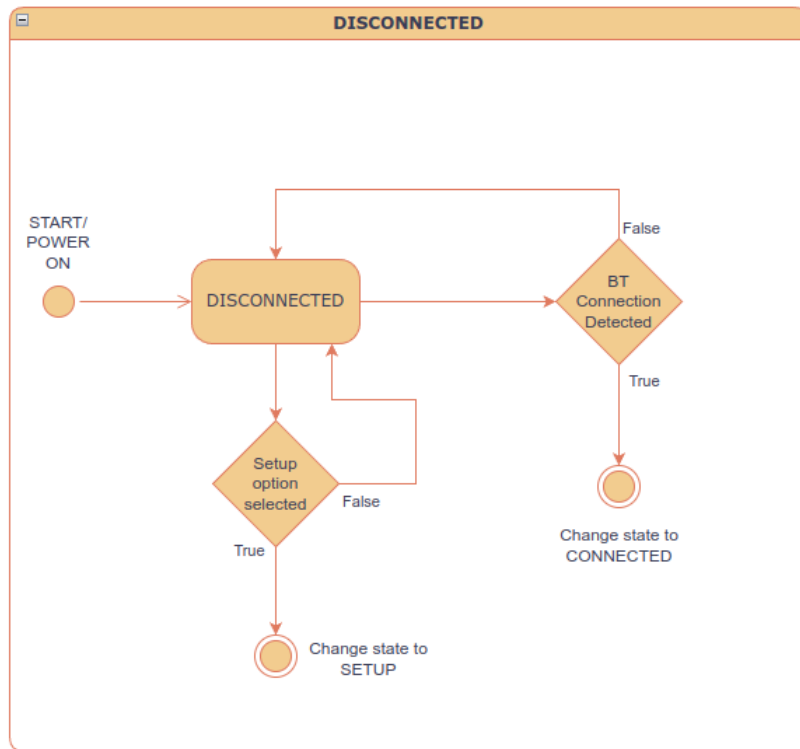 DISCONNECTED
START/
POWER
ON
DISCONNECTED
False
BT
Connection
Detected
True
Setup
option
selected
False
True
Change state to
CONNECTED
Change state to
SETUP